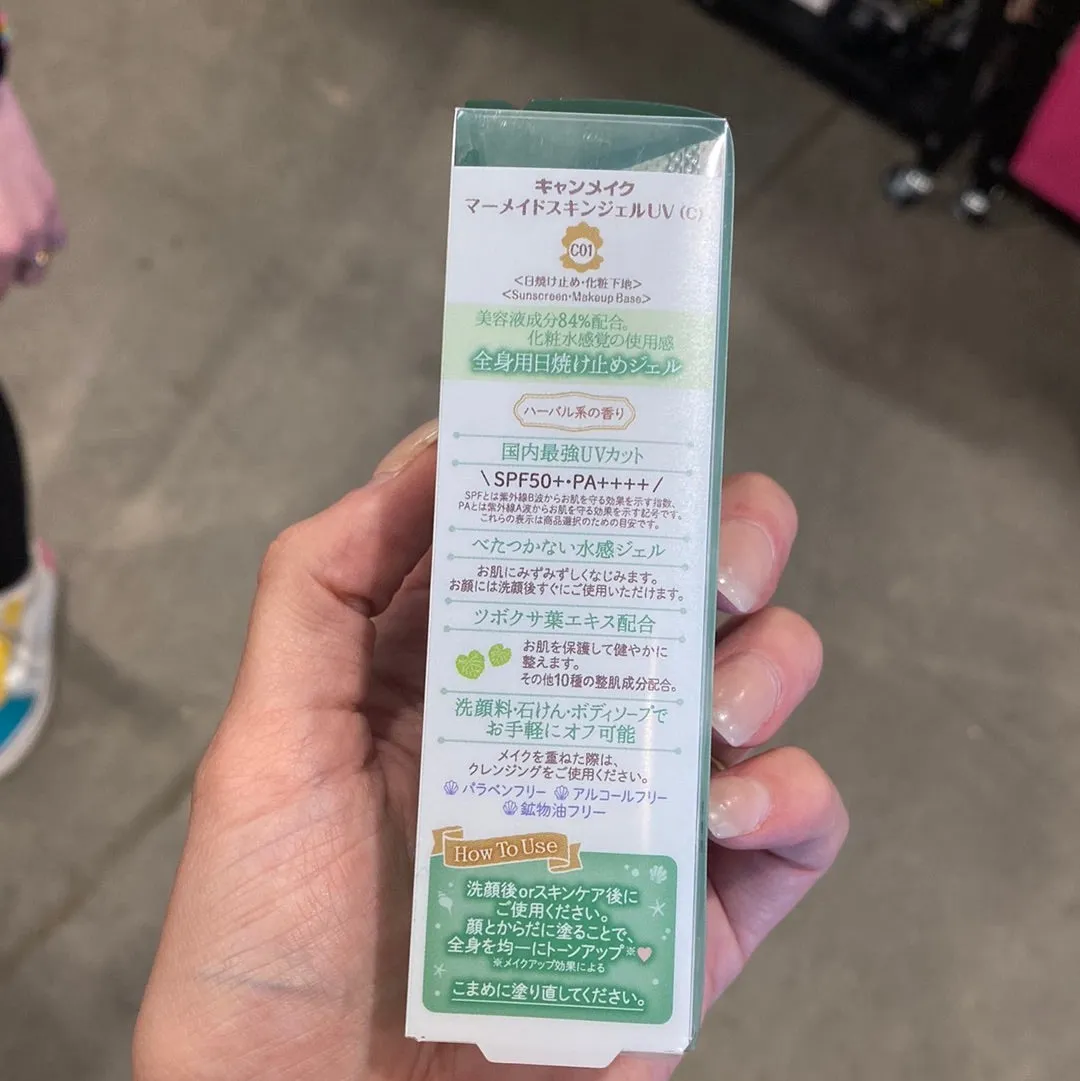 キャンメイク
マーメイドスキンジェルUV (C)
C01
<日焼け止め・化粧下地>
<Sunscreen・Makeup Base>
美容液成分84%配合。
化粧水感覚の使用感
全身用日焼け止めジェル
ハーバル系の香り
国内最強UVカット
\SPF50+・PA++++/
SPFとは紫外線B波からお肌を守る効果を示す指数、
PAとは紫外線A波からお肌を守る効果を示す記号です。
これらの表示は商品選択のための目安です。
べたつかない水感ジェル
お肌にみずみずしくなじみます。
お顔には洗顔後すぐにご使用いただけます。
ツボクサ葉エキス配合
お肌を保護して健やかに
整えます。
その他10種の整肌成分配合。
洗顔料・石けん・ボディソープで
お手軽にオフ可能
メイクを重ねた際は、
クレンジングをご使用ください。
パラベンフリー アルコールフリー
鉱物油フリー
How To Use
洗顔後orスキンケア後に
ご使用ください。
顔とからだに塗ることで、
全身を均一にトーンアップ※
※メイクアップ効果による
こまめに塗り直してください。